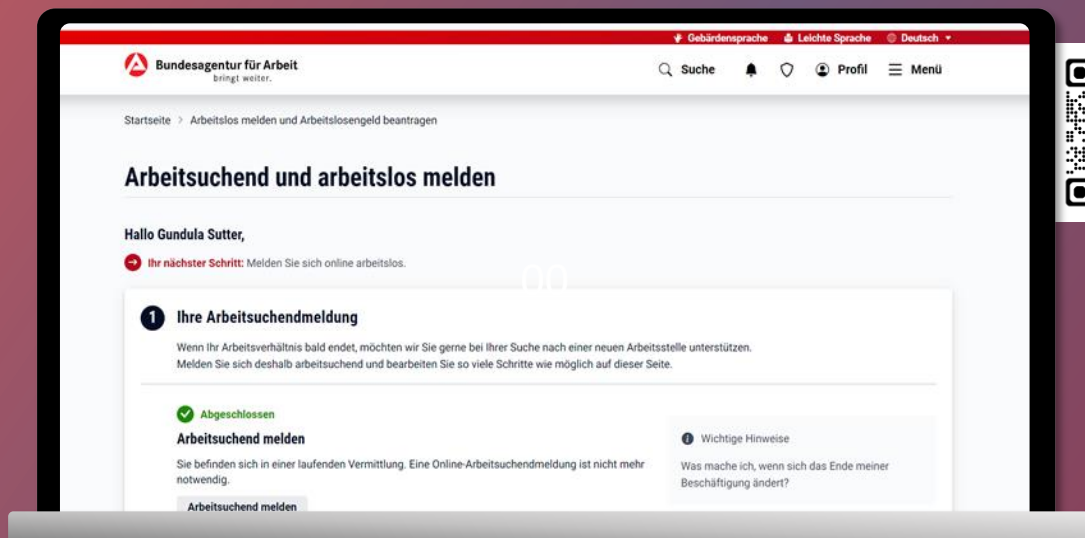 Gebärdensprache Leichte Sprache Deutsch
Bundesagentur für Arbeit
bringt weiter.
Suche Profil Menü
Startseite > Arbeitslos melden und Arbeitslosengeld beantragen
Arbeitsuchend und arbeitslos melden
Hallo Gundula Sutter,
Ihr nächster Schritt: Melden Sie sich online arbeitslos.
00
1 Ihre Arbeitsuchendmeldung
Wenn Ihr Arbeitsverhältnis bald endet, möchten wir Sie gerne bei Ihrer Suche nach einer neuen Arbeitsstelle unterstützen.
Melden Sie sich deshalb arbeitsuchend und bearbeiten Sie so viele Schritte wie möglich auf dieser Seite.
Abgeschlossen
Arbeitsuchend melden
Sie befinden sich in einer laufenden Vermittlung. Eine Online-Arbeitsuchendmeldung ist nicht mehr
notwendig.
Arbeitsuchend melden
Wichtige Hinweise
Was mache ich, wenn sich das Ende meiner
Beschäftigung ändert?